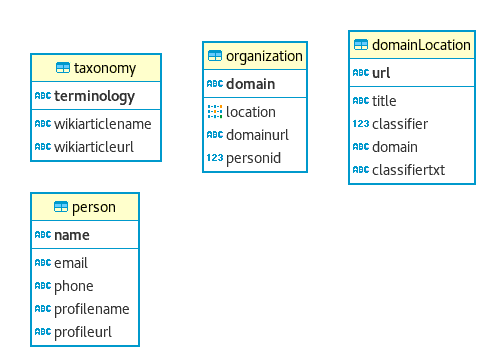 taxonomy
ABC terminology
ABC wikiarticlename
ABC wikiarticleurl
organization
ABC domain
location
ABC domainurl
123 personid
domainLocation
ABC url
ABC title
123 classifier
ABC domain
ABC classifiertxt
person
ABC name
ABC email
ABC phone
ABC profilename
ABC profileurl